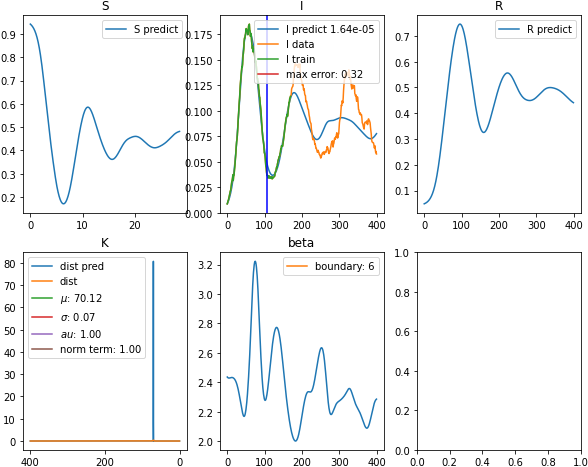 S
I
R
S predict
I predict 1.64e-05
I data
I train
max error: 0.32
R predict
0.9
0.8
0.7
0.6
0.5
0.4
0.3
0.2
0 10 20
0.175
0.150
0.125
0.100
0.075
0.050
0.025
0.000
0 100 200 300 400
0.7
0.6
0.5
0.4
0.3
0.2
0.1
0 100 200 300 400
K
beta
dist pred
dist
μ: 70.12
σ: 0.07
au: 1.00
norm term: 1.00
boundary: 6
80
70
60
50
40
30
20
10
0
400 200 0
3.2
3.0
2.8
2.6
2.4
2.2
2.0
0 100 200 300 400
1.0
0.8
0.6
0.4
0.2
0.0
0.0 0.2 0.4 0.6 0.8 1.0